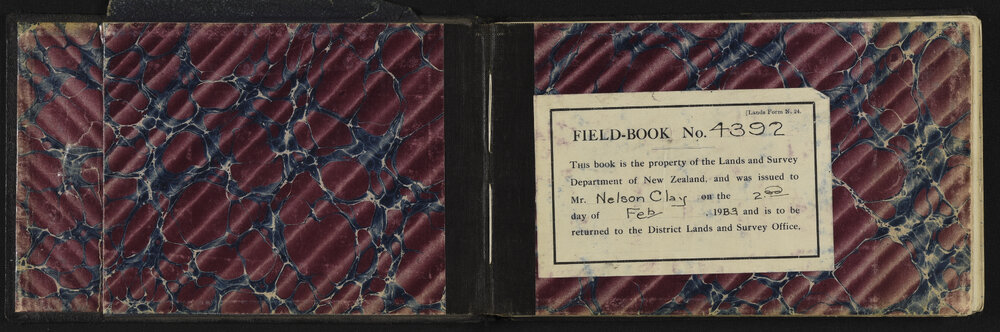 [Lands Form N. 24.
FIELD-BOOK No. 4392
THIS book is the property of the Lands and Survey
Department of New Zealand, and was issued to
Mr. Nelson Clay on the 2nd
day of Feb , 19 and is to be
returned to the District Lands and Survey Office.